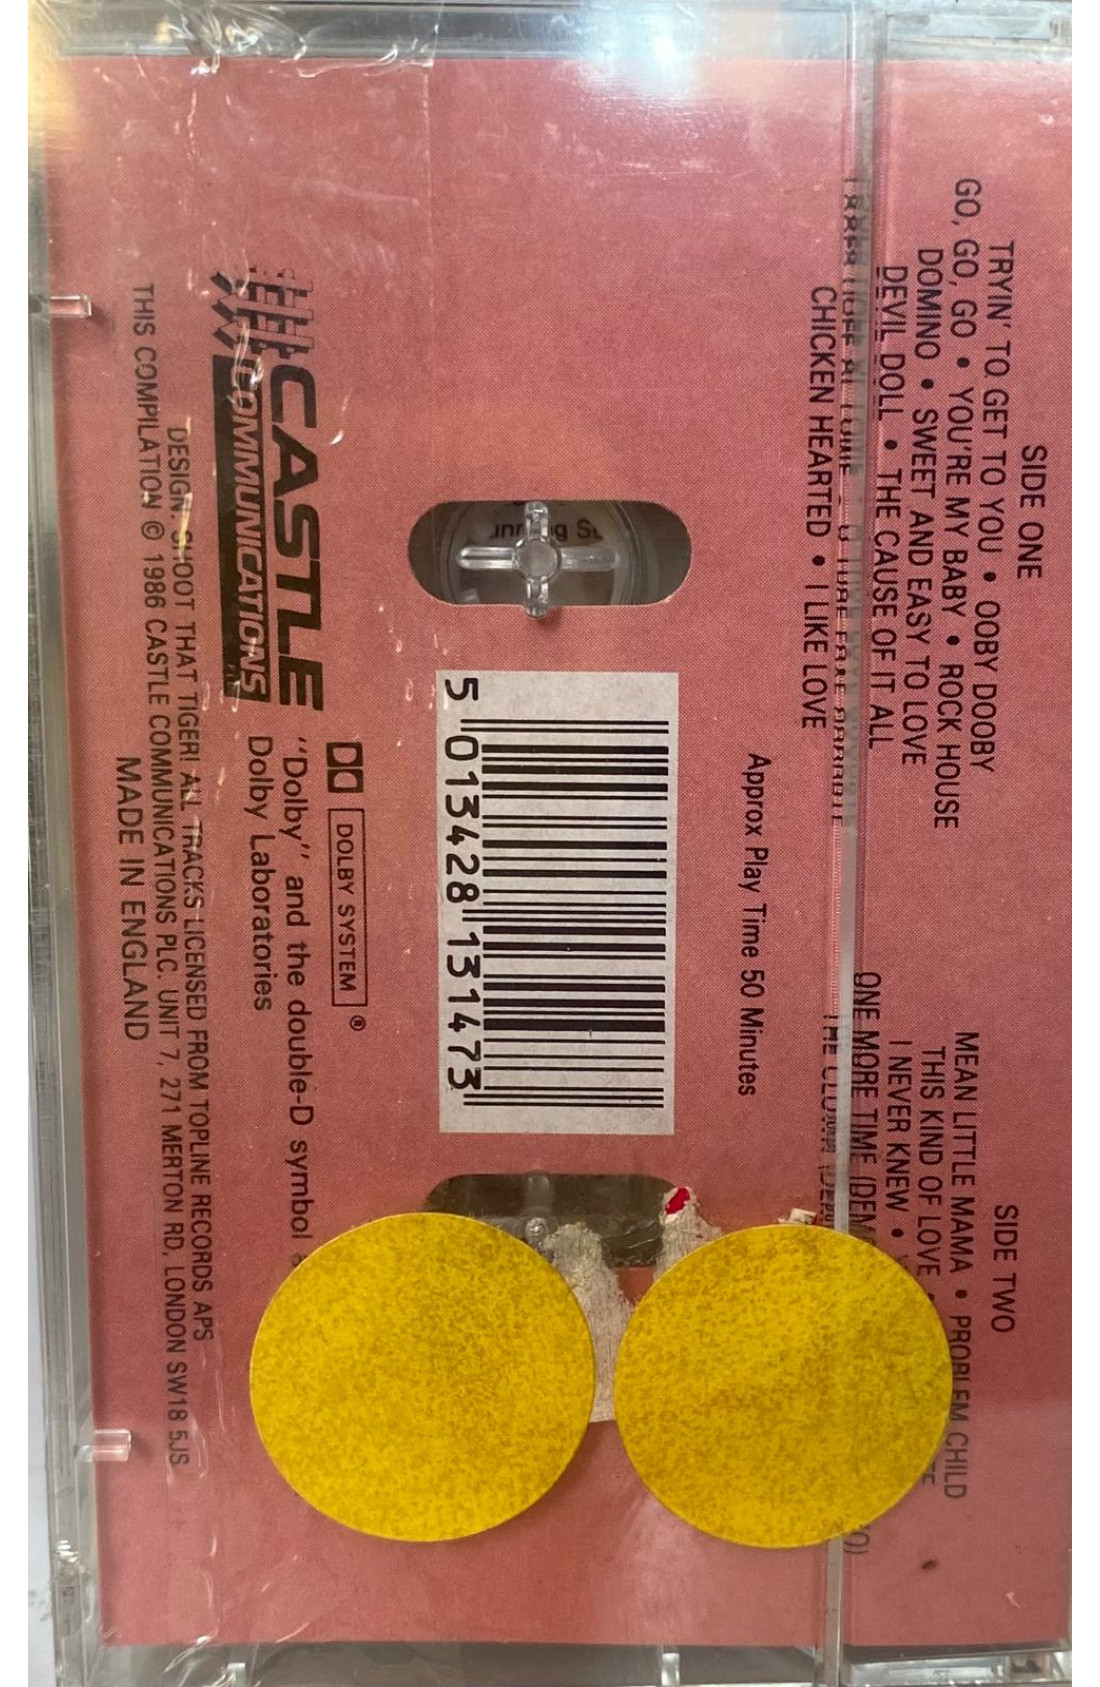 SIDE ONE
TRYIN' TO GET TO YOU • OOBY DOOBY
GO, GO, GO • YOU'RE MY BABY • ROCK HOUSE
DOMINO • SWEET AND EASY TO LOVE
DEVIL DOLL • THE CAUSE OF IT ALL
CHICKEN HEARTED • I LIKE LOVE
SIDE TWO
MEAN LITTLE MAMA • PROBLEM CHILD
THIS KIND OF LOVE •
I NEVER KNEW •
ONE MORE TIME (DEM
THE CLOWN (DEM
Approx Play Time 50 Minutes
5 013428 131473
DOLBY SYSTEM ®
"Dolby" and the double-D symbol
Dolby Laboratories
CASTLE
COMMUNICATIONS
DESIGN: SHOOT THAT TIGER! ALL TRACKS LICENSED FROM TOPLINE RECORDS APS
THIS COMPILATION © 1986 CASTLE COMMUNICATIONS PLC. UNIT 7, 271 MERTON RD, LONDON SW18 5JS
MADE IN ENGLAND